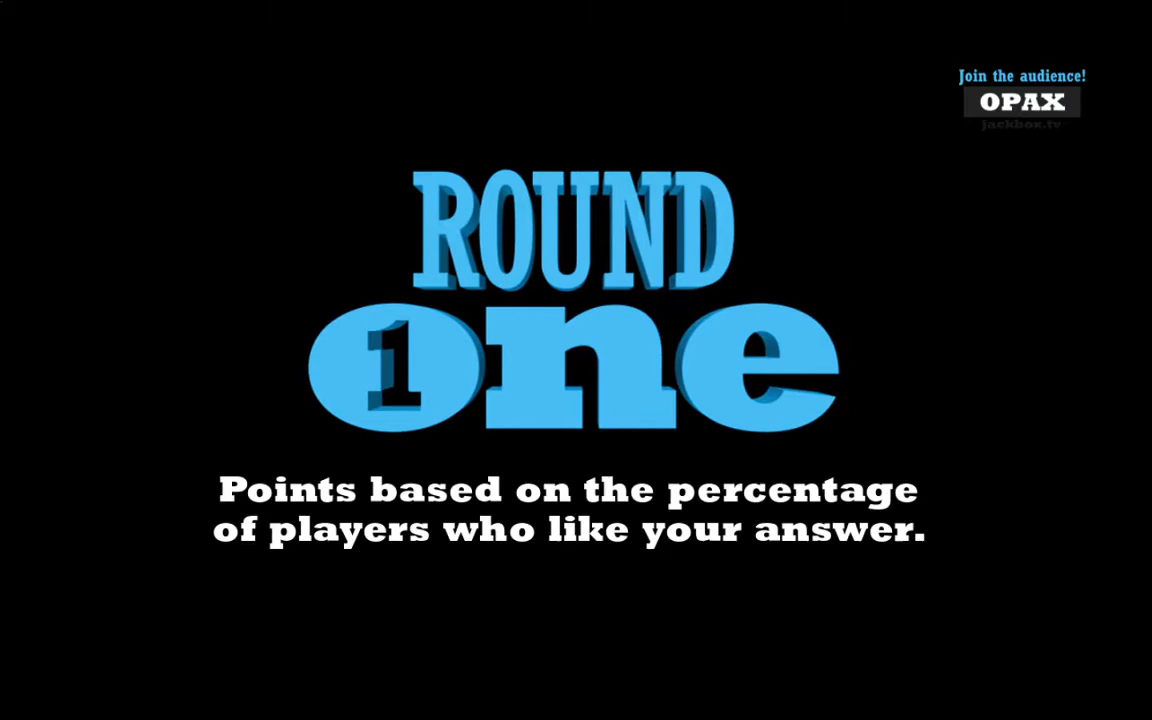 Join the audience!
OPAX
jackbox.tv
ROUND
One
1
Points based on the percentage
of players who like your answer.